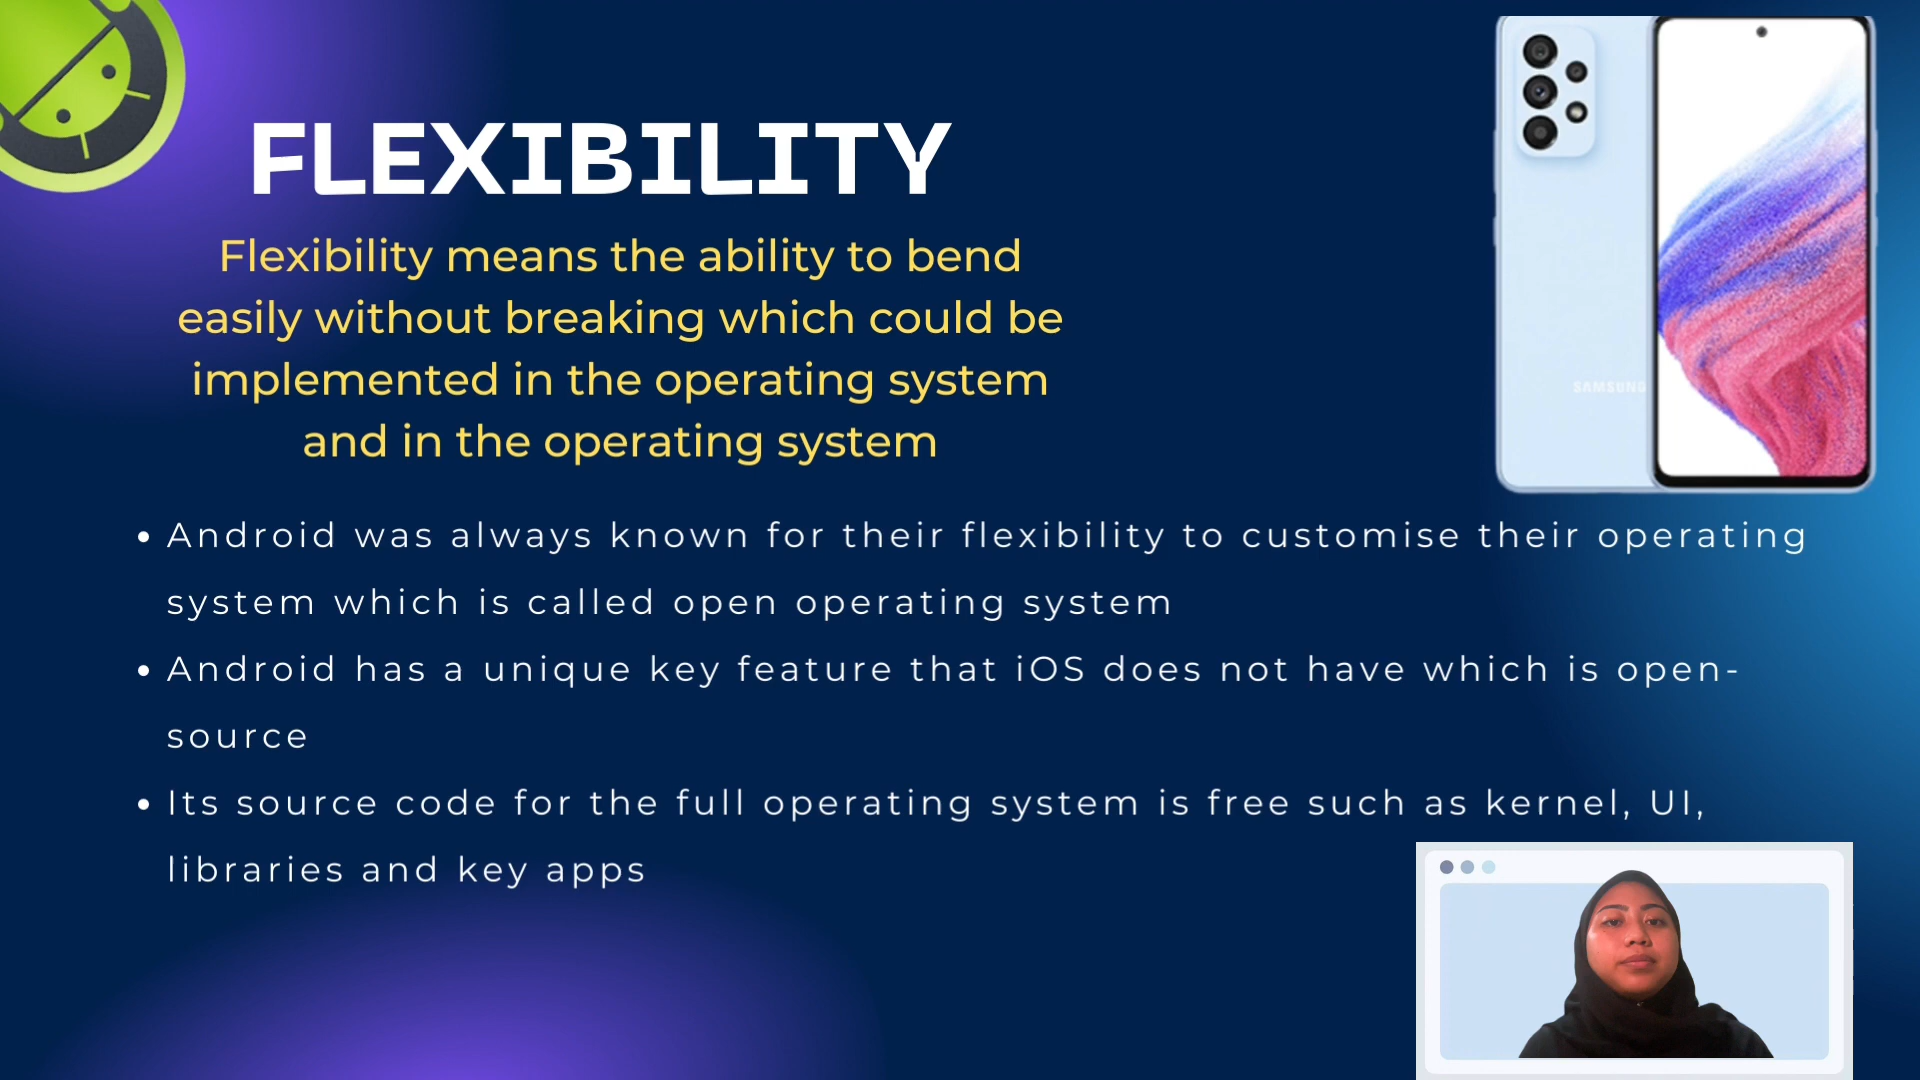 FLEXIBILITY
Flexibility means the ability to bend
easily without breaking which could be
implemented in the operating system
and in the operating system
SAMSUNG
• Android was always known for their flexibility to customise their operating
system which is called open operating system
• Android has a unique key feature that iOS does not have which is open-
source
• Its source code for the full operating system is free such as kernel, UI,
libraries and key apps